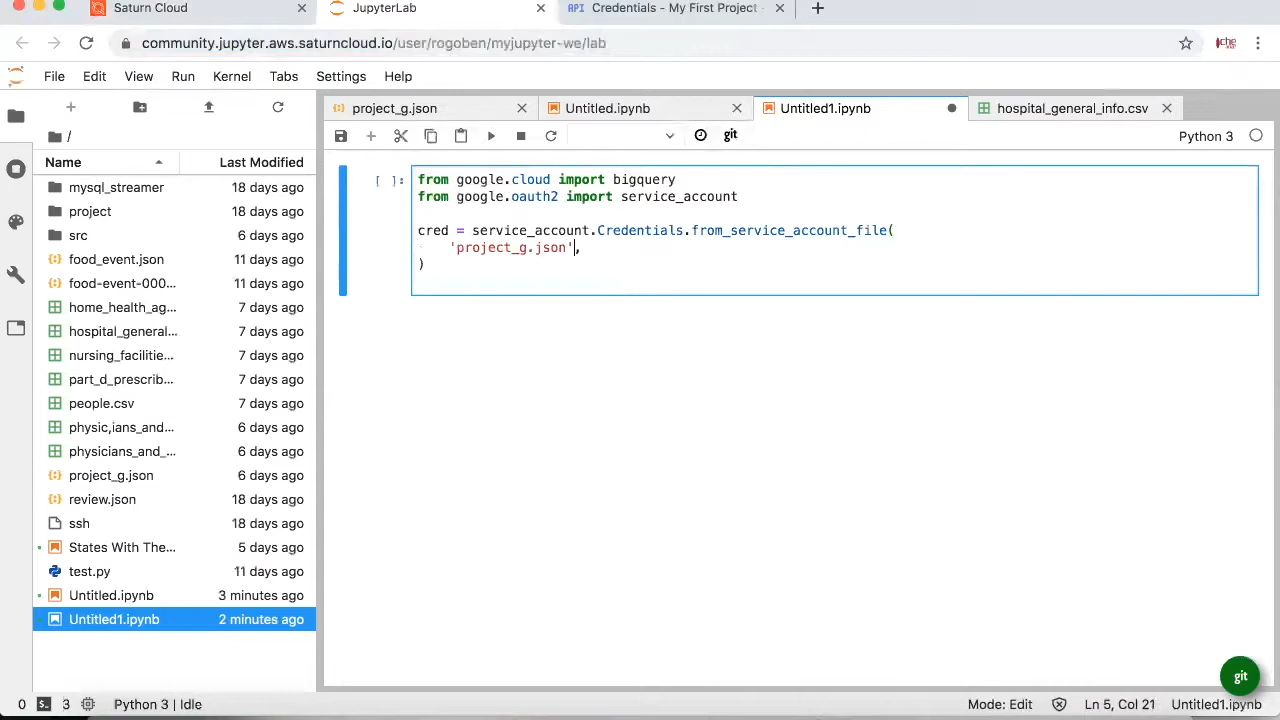 Saturn Cloud
JupyterLab
API Credentials - My First Project -
community.jupyter.aws.saturncloud.io/user/rogoben/myjupyter-we/lab
File Edit View Run Kernel Tabs Settings Help
project_g.json
Untitled.ipynb
Untitled1.ipynb
hospital_general_info.csv
git
Python 3
/
Name Last Modified
mysql_streamer 18 days ago
project 18 days ago
src 6 days ago
food_event.json 11 days ago
food-event-000... 11 days ago
home_health_ag... 7 days ago
hospital_general... 7 days ago
nursing_facilitie... 7 days ago
part_d_prescrib... 7 days ago
people.csv 7 days ago
physic,ians_and... 6 days ago
physicians_and_... 6 days ago
project_g.json 6 days ago
review.json 18 days ago
ssh 18 days ago
States With The... 5 days ago
test.py 11 days ago
Untitled.ipynb 3 minutes ago
Untitled1.ipynb 2 minutes ago
[ ]:
from google.cloud import bigquery
from google.oauth2 import service_account
cred = service_account.Credentials.from_service_account_file(
'project_g.json',
)
git
0 3 Python 3 | Idle
Mode: Edit Ln 5, Col 21 Untitled1.ipynb